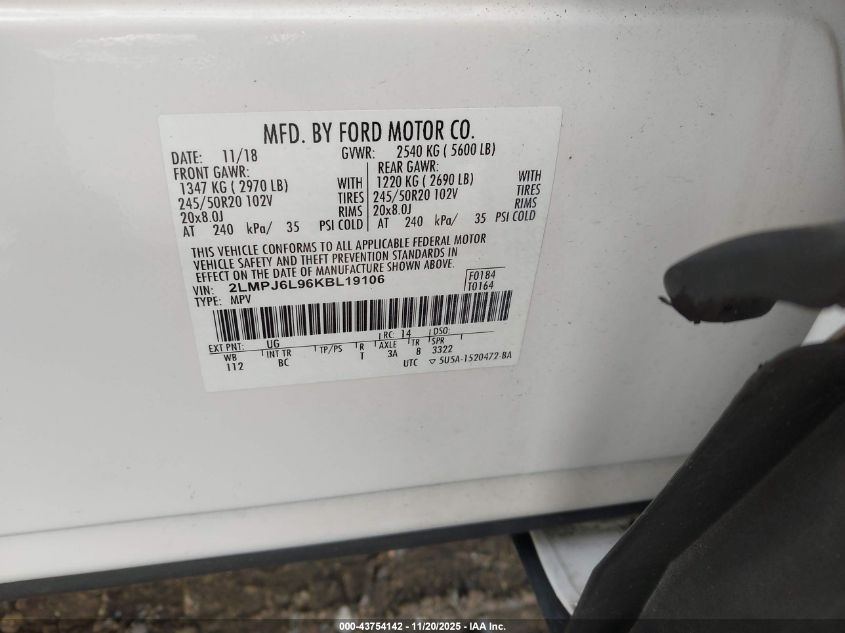 MFD. BY FORD MOTOR CO.
DATE: 11/18 GVWR: 2540 KG ( 5600 LB)
FRONT GAWR: REAR GAWR:
1347 KG ( 2970 LB) WITH 1220 KG ( 2690 LB) WITH
245/50R20 102V TIRES 245/50R20 102V TIRES
20x8.0J RIMS 20x8.0J RIMS
AT 240 kPa/ 35 PSI COLD AT 240 kPa/ 35 PSI COLD
THIS VEHICLE CONFORMS TO ALL APPLICABLE FEDERAL MOTOR
VEHICLE SAFETY AND THEFT PREVENTION STANDARDS IN
EFFECT ON THE DATE OF MANUFACTURE SHOWN ABOVE.
VIN: 2LMPJ6L96KBL19106 F0184
TYPE: MPV T0164
EXT PNT: UG RC: 14 DSO:
WB INT TR TP/PS R AXLE TR SPR
112 BC T 3A 8 3322
UTC ▽ 5U5A-1520472-BA
000-43754142 — 11/20/2025 — IAA Inc.